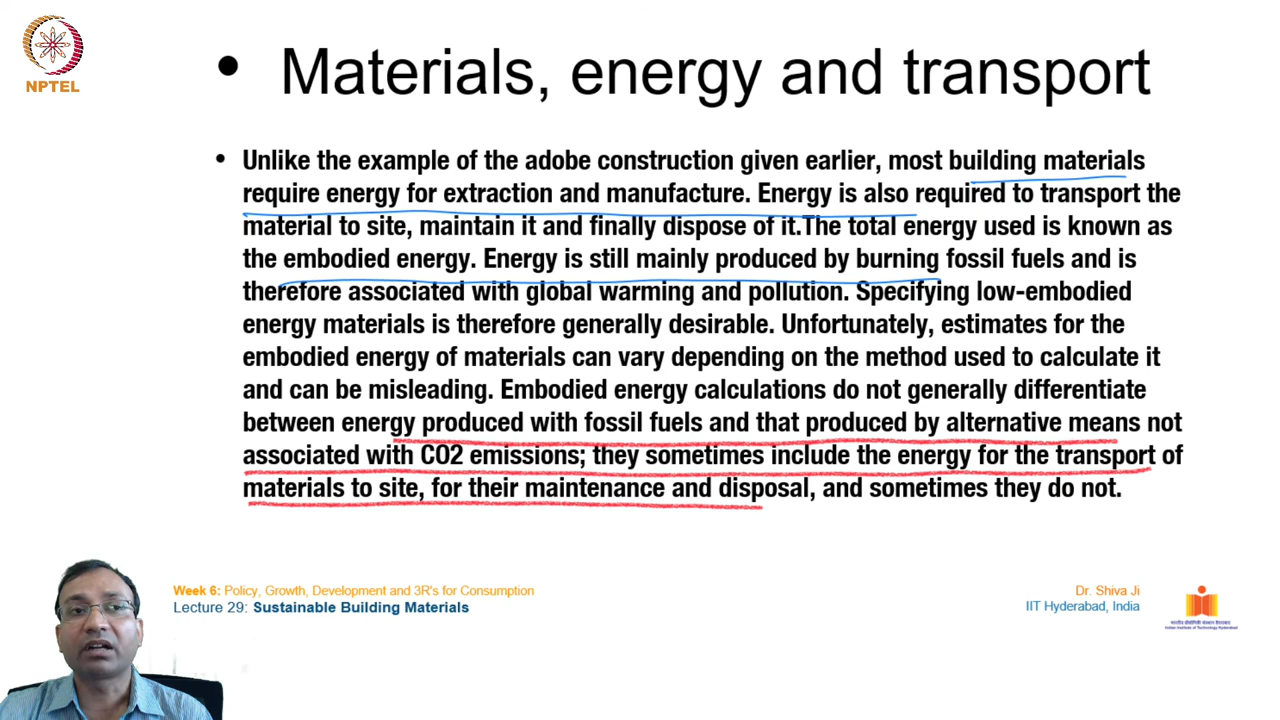 NPTEL
• Materials, energy and transport
• Unlike the example of the adobe construction given earlier, most building materials
require energy for extraction and manufacture. Energy is also required to transport the
material to site, maintain it and finally dispose of it.The total energy used is known as
the embodied energy. Energy is still mainly produced by burning fossil fuels and is
therefore associated with global warming and pollution. Specifying low-embodied
energy materials is therefore generally desirable. Unfortunately, estimates for the
embodied energy of materials can vary depending on the method used to calculate it
and can be misleading. Embodied energy calculations do not generally differentiate
between energy produced with fossil fuels and that produced by alternative means not
associated with CO2 emissions; they sometimes include the energy for the transport of
materials to site, for their maintenance and disposal, and sometimes they do not.
Week 6: Policy, Growth, Development and 3R's for Consumption
Lecture 29: Sustainable Building Materials
Dr. Shiva Ji
IIT Hyderabad, India
Indian Institute of Technology Hyderabad